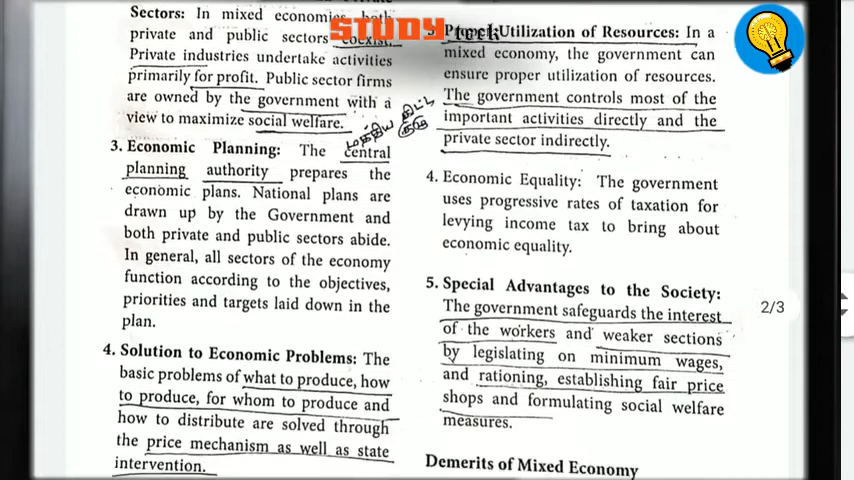 Sectors: In mixed economies, both
private and public sectors coexist.
Private industries undertake activities
primarily for profit. Public sector firms
are owned by the government with a
view to maximize social welfare.
3. Economic Planning: The central
planning authority prepares the
economic plans. National plans are
drawn up by the Government and
both private and public sectors abide.
In general, all sectors of the economy
function according to the objectives,
priorities and targets laid down in the
plan.
4. Solution to Economic Problems: The
basic problems of what to produce, how
to produce, for whom to produce and
how to distribute are solved through
the price mechanism as well as state
intervention.
STUDY
3. Proper Utilization of Resources: In a
mixed economy, the government can
ensure proper utilization of resources.
The government controls most of the
important activities directly and the
private sector indirectly.
4. Economic Equality: The government
uses progressive rates of taxation for
levying income tax to bring about
economic equality.
5. Special Advantages to the Society:
The government safeguards the interest
of the workers and weaker sections
by legislating on minimum wages,
and rationing, establishing fair price
shops and formulating social welfare
measures.
Demerits of Mixed Economy
2/3